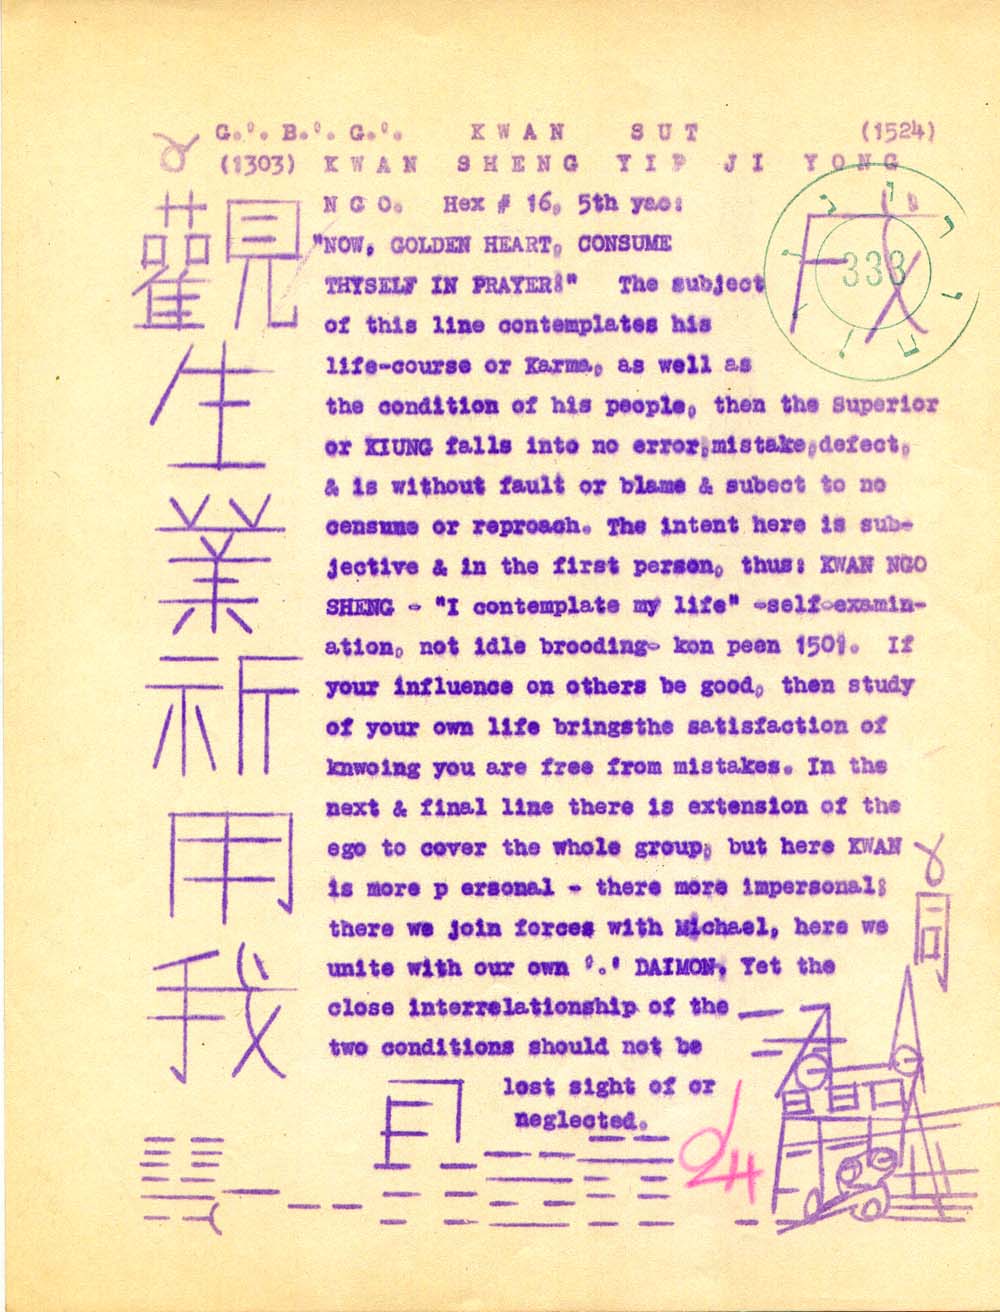 G.'. B.'. G.'. KWAN SUT (1524)
(1303) KWAN SHENG YIP JI YONG
NGO. Hex # 16, 5th yao:
"NOW, GOLDEN HEART, CONSUME
THYSELF IN PRAYER!" The subject
of this line contemplates his
life-course or Karma, as well as
the condition of his people, then the Superior
or KIUNG falls into no error,mistake,defect,
& is without fault or blame & subect to no
censume or reproach. The intent here is sub-
jective & in the first person, thus: KWAN NGO
SHENG - "I contemplate my life" -self-examin-
ation, not idle brooding- kon peen 150!. If
your influence on others be good, then study
of your own life bringsthe satisfaction of
knwoing you are free from mistakes. In the
next & final line there is extension of the
ego to cover the whole group; but here KWAN
is more p ersonal - there more impersonal;
there we join forces with Michael, here we
unite with our own '.' DAIMON. Yet the
close interrelationship of the
two conditions should not be
lost sight of or
neglected.
觀
生
業
祈
用
我
333
24